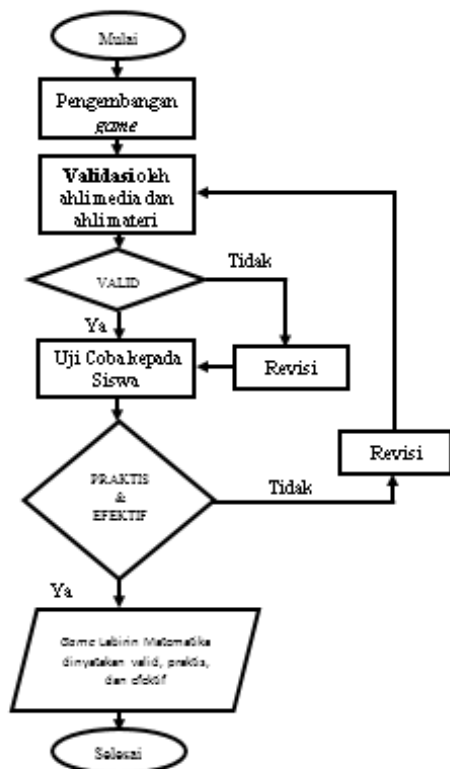 Mulai
Pengembangan
game
Validasi oleh
ahli media dan
ahli materi
VALID
Tidak
Ya
Uji Coba kepada
Siswa
Revisi
PRAKTIS
&
EFEKTIF
Tidak
Revisi
Ya
Game Labirin Matematika
dinyatakan valid, praktis,
dan efektif
Selesai